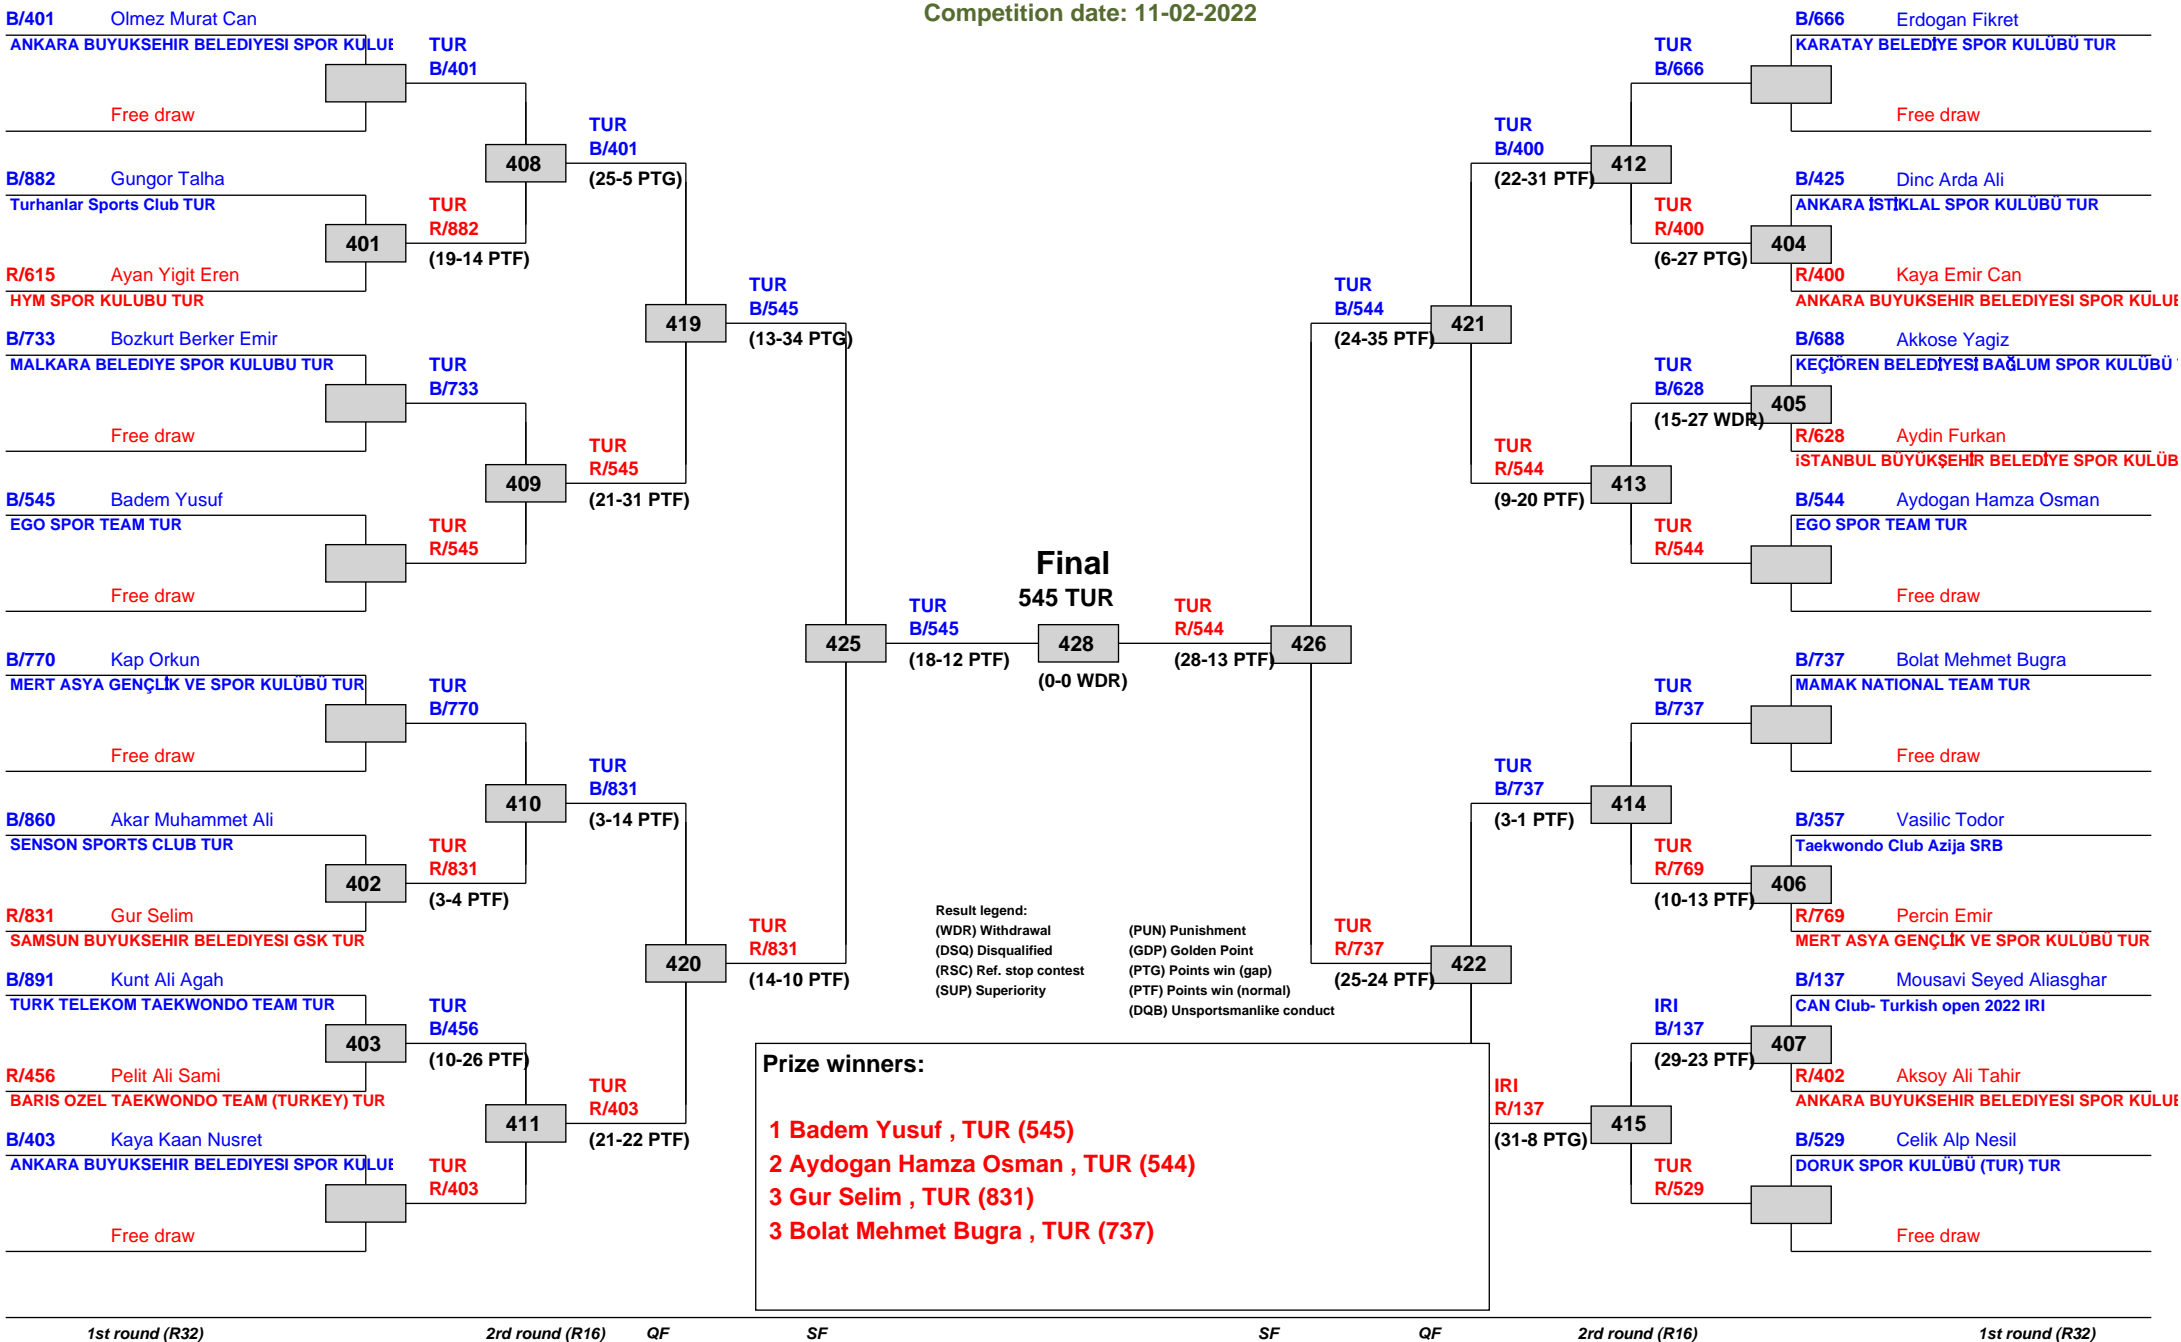 Competition date: 11-02-2022
B/401 Olmez Murat Can
ANKARA BUYUKSEHIR BELEDIYESI SPOR KULUE
Free draw
B/882 Gungor Talha
Turhanlar Sports Club TUR
401
R/615 Ayan Yigit Eren
HYM SPOR KULUBU TUR
B/733 Bozkurt Berker Emir
MALKARA BELEDIYE SPOR KULUBU TUR
Free draw
B/545 Badem Yusuf
EGO SPOR TEAM TUR
Free draw
B/770 Kap Orkun
MERT ASYA GENÇLİK VE SPOR KULÜBÜ TUR
Free draw
B/860 Akar Muhammet Ali
SENSON SPORTS CLUB TUR
402
R/831 Gur Selim
SAMSUN BUYUKSEHIR BELEDIYESI GSK TUR
B/891 Kunt Ali Agah
TURK TELEKOM TAEKWONDO TEAM TUR
403
R/456 Pelit Ali Sami
BARIS OZEL TAEKWONDO TEAM (TURKEY) TUR
B/403 Kaya Kaan Nusret
ANKARA BUYUKSEHIR BELEDIYESI SPOR KULUE
Free draw
TUR
B/401
408
TUR
R/882
(19-14 PTF)
TUR
B/733
409
TUR
R/545
TUR
B/770
410
TUR
R/831
(3-4 PTF)
TUR
B/456
(10-26 PTF)
411
TUR
R/403
TUR
B/401
(25-5 PTG)
419
TUR
R/545
(21-31 PTF)
TUR
B/831
(3-14 PTF)
420
TUR
R/403
(21-22 PTF)
TUR
B/545
(13-34 PTG)
425
TUR
R/831
(14-10 PTF)
TUR
B/545
(18-12 PTF)
Final
545 TUR
428
(0-0 WDR)
TUR
R/544
(28-13 PTF)
TUR
B/544
(24-35 PTF)
426
TUR
R/737
(25-24 PTF)
TUR
B/400
(22-31 PTF)
421
TUR
R/544
(9-20 PTF)
TUR
B/737
(3-1 PTF)
422
IRI
R/137
(31-8 PTG)
TUR
B/666
412
TUR
R/400
(6-27 PTG)
TUR
B/628
(15-27 WDR)
413
TUR
R/544
TUR
B/737
414
TUR
R/769
(10-13 PTF)
IRI
B/137
(29-23 PTF)
415
TUR
R/529
B/666 Erdogan Fikret
KARATAY BELEDİYE SPOR KULÜBÜ TUR
Free draw
B/425 Dinc Arda Ali
ANKARA İSTİKLAL SPOR KULÜBÜ TUR
404
R/400 Kaya Emir Can
ANKARA BUYUKSEHIR BELEDIYESI SPOR KULUE
B/688 Akkose Yagiz
KEÇİÖREN BELEDİYESİ BAĞLUM SPOR KULÜBÜ
405
R/628 Aydin Furkan
iSTANBUL BÜYÜKŞEHİR BELEDİYE SPOR KULÜB
B/544 Aydogan Hamza Osman
EGO SPOR TEAM TUR
Free draw
B/737 Bolat Mehmet Bugra
MAMAK NATIONAL TEAM TUR
Free draw
B/357 Vasilic Todor
Taekwondo Club Azija SRB
406
R/769 Percin Emir
MERT ASYA GENÇLİK VE SPOR KULÜBÜ TUR
B/137 Mousavi Seyed Aliasghar
CAN Club- Turkish open 2022 IRI
407
R/402 Aksoy Ali Tahir
ANKARA BUYUKSEHIR BELEDIYESI SPOR KULUE
B/529 Celik Alp Nesil
DORUK SPOR KULÜBÜ (TUR) TUR
Free draw
Result legend:
(WDR) Withdrawal (PUN) Punishment
(DSQ) Disqualified (GDP) Golden Point
(RSC) Ref. stop contest (PTG) Points win (gap)
(SUP) Superiority (PTF) Points win (normal)
(DQB) Unsportsmanlike conduct
Prize winners:
1 Badem Yusuf , TUR (545)
2 Aydogan Hamza Osman , TUR (544)
3 Gur Selim , TUR (831)
3 Bolat Mehmet Bugra , TUR (737)
1st round (R32) 2rd round (R16) QF SF SF QF 2rd round (R16) 1st round (R32)